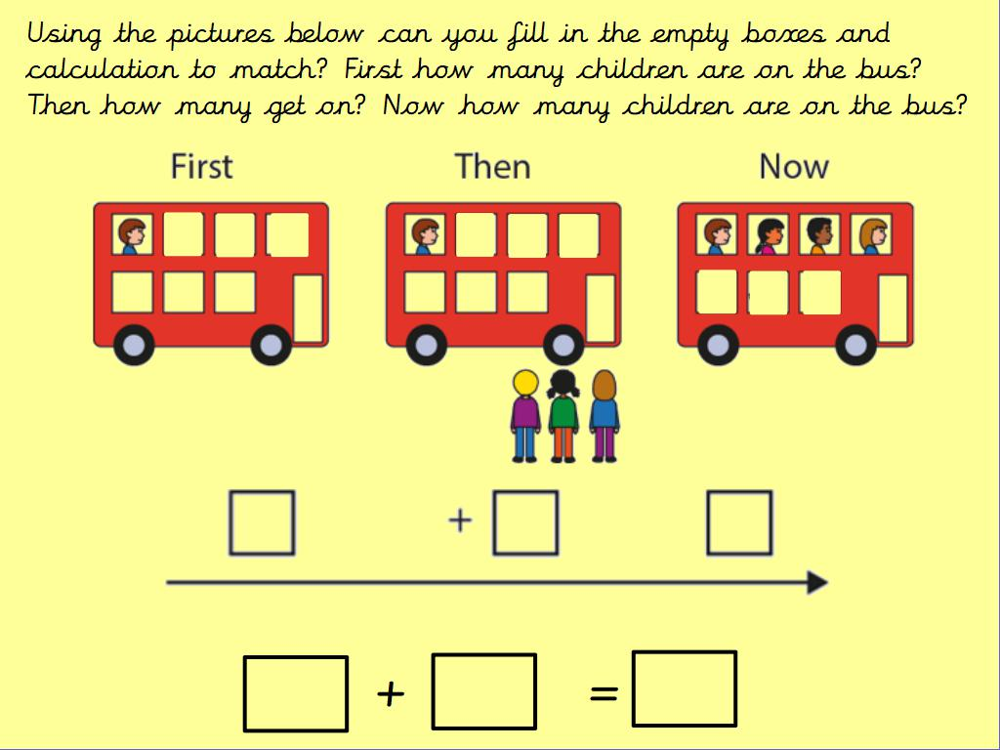 Using the pictures below can you fill in the empty boxes and
calculation to match? First how many children are on the bus?
Then how many get on? Now how many children are on the bus?
First Then Now
+
+ =